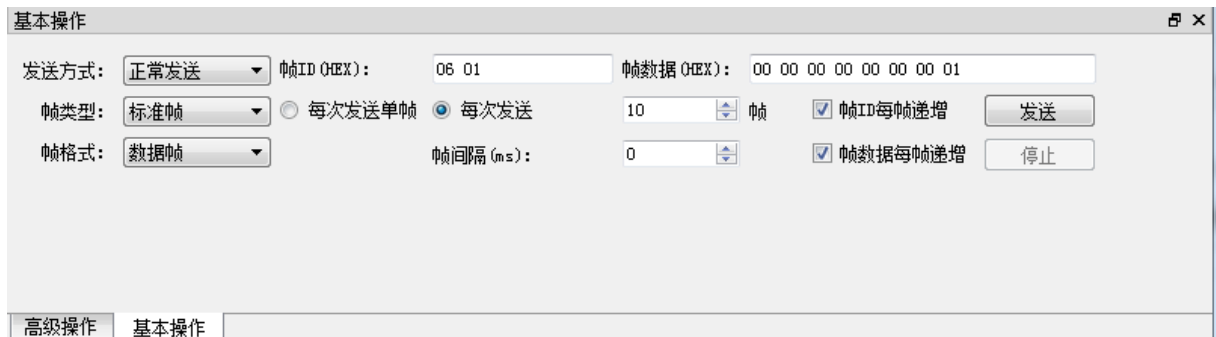 基本操作
发送方式: 正常发送 帧ID(HEX): 06 01 帧数据(HEX): 00 00 00 00 00 00 00 01
帧类型: 标准帧 每次发送单帧 每次发送 10 帧 帧ID每帧递增 发送
帧格式: 数据帧 帧间隔(ms): 0 帧数据每帧递增 停止
高级操作 基本操作